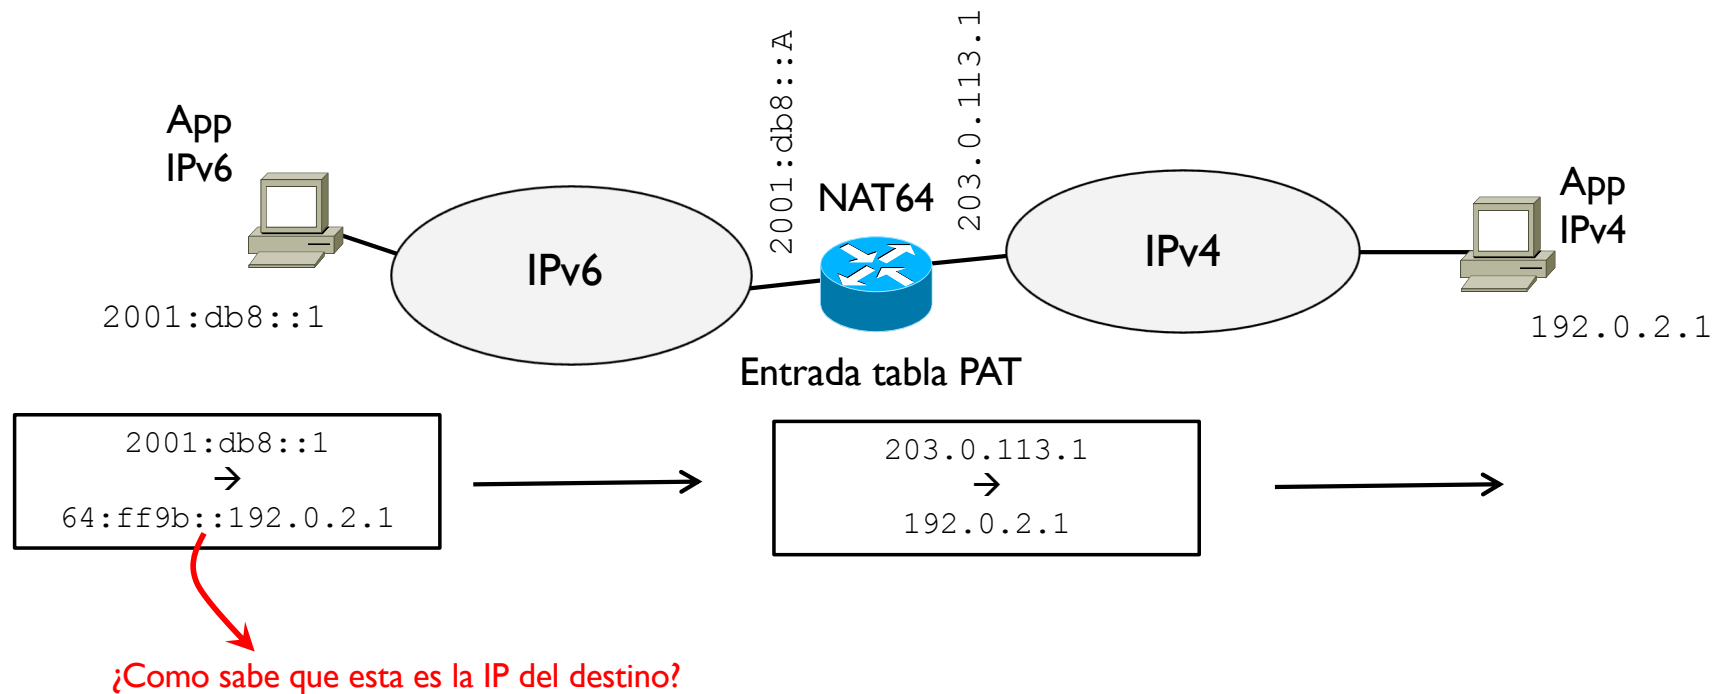 App
IPv6
2001:db8::1
IPv6
2001:db8::A
NAT64
203.0.113.1
IPv4
App
IPv4
192.0.2.1
Entrada tabla PAT
2001:db8::1
→
64:ff9b::192.0.2.1
203.0.113.1
→
192.0.2.1
¿Como sabe que esta es la IP del destino?